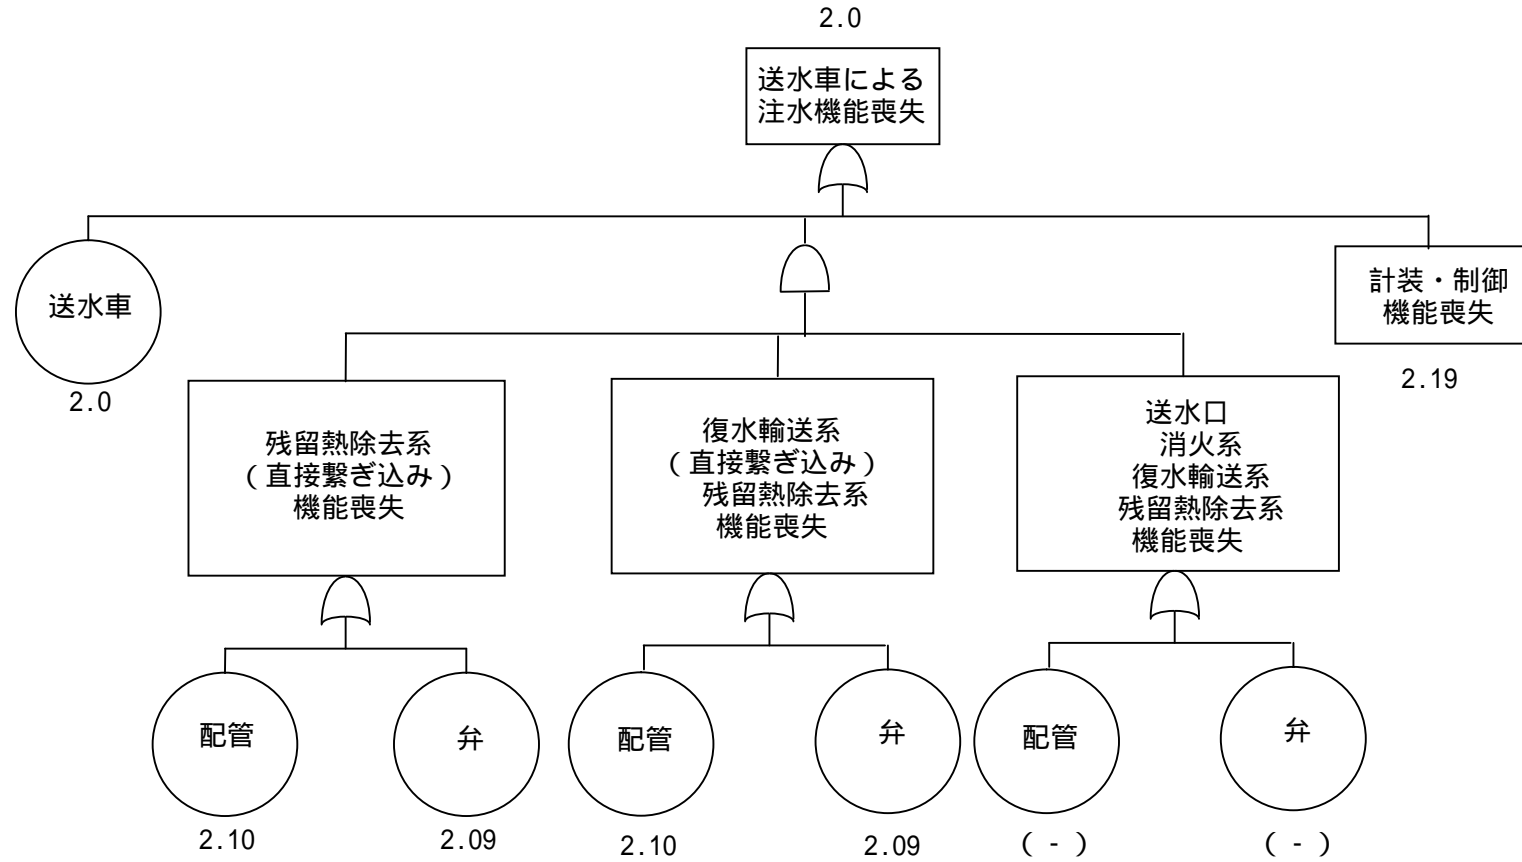 2.0
送水車による
注水機能喪失
送水車
2.0
計装・制御
機能喪失
2.19
残留熱除去系
(直接繋ぎ込み)
機能喪失
復水輸送系
(直接繋ぎ込み)
残留熱除去系
機能喪失
送水口
消火系
復水輸送系
残留熱除去系
機能喪失
配管
2.10
弁
2.09
配管
2.10
弁
2.09
配管
(-)
弁
(-)